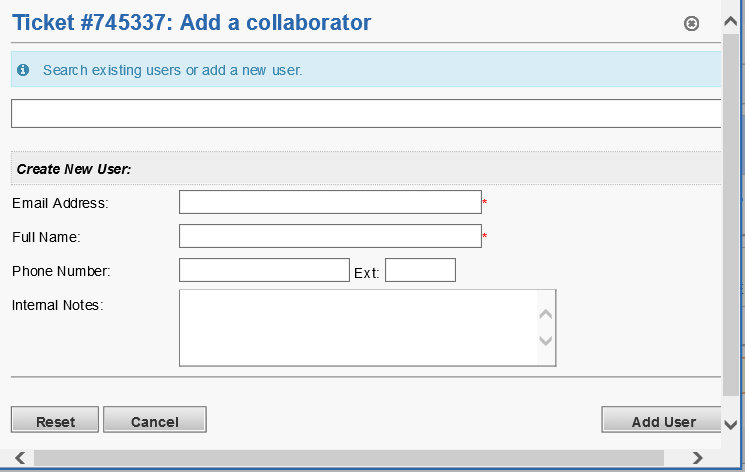 Ticket #745337: Add a collaborator
Search existing users or add a new user.
Create New User:
Email Address: *
Full Name: *
Phone Number: Ext:
Internal Notes:
Reset Cancel Add User